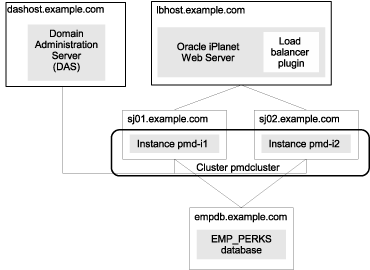 dashost.example.com
Domain
Administration
Server
(DAS)
lbhost.example.com
Oracle iPlanet
Web Server
Load
balancer
plugin
sj01.example.com
Instance pmd-i1
sj02.example.com
Instance pmd-i2
Cluster pmdcluster
empdb.example.com
EMP_PERKS
database